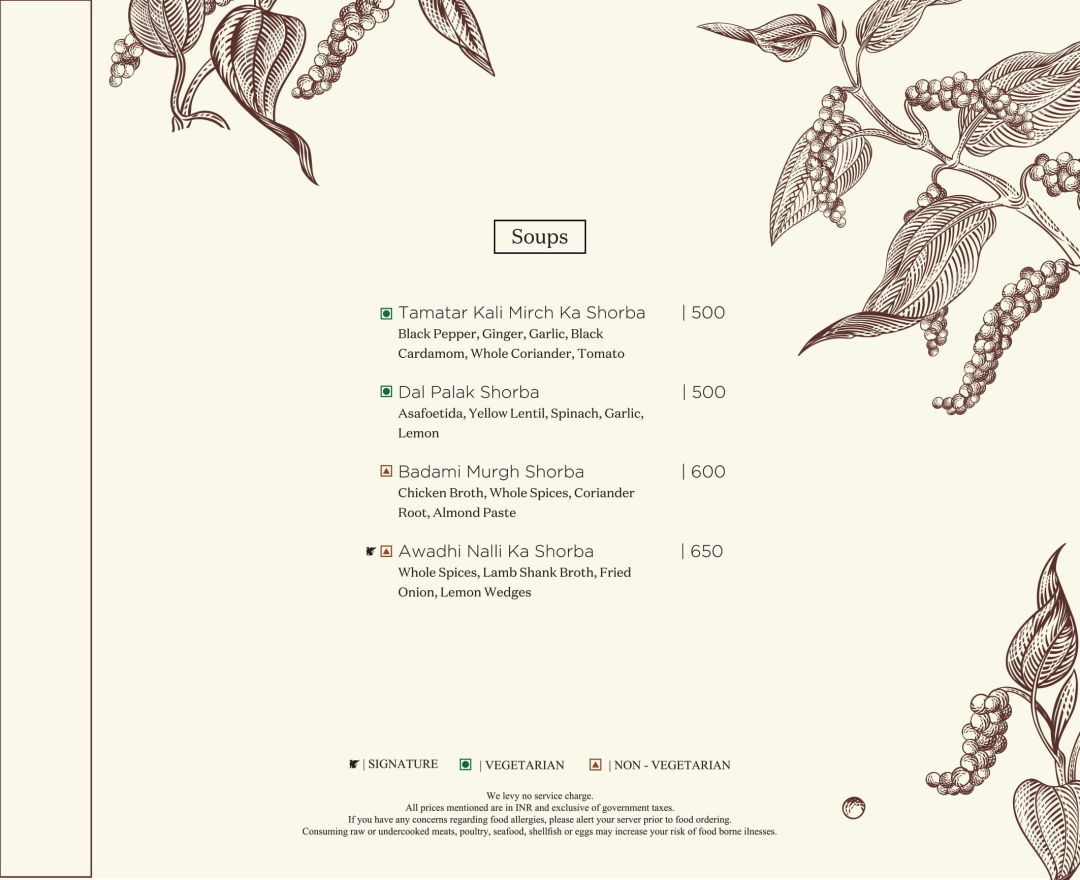 Soups
Tamatar Kali Mirch Ka Shorba | 500
Black Pepper, Ginger, Garlic, Black
Cardamom, Whole Coriander, Tomato
Dal Palak Shorba | 500
Asafoetida, Yellow Lentil, Spinach, Garlic,
Lemon
Badami Murgh Shorba | 600
Chicken Broth, Whole Spices, Coriander
Root, Almond Paste
Awadhi Nalli Ka Shorba | 650
Whole Spices, Lamb Shank Broth, Fried
Onion, Lemon Wedges
| SIGNATURE | VEGETARIAN | NON - VEGETARIAN
We levy no service charge.
All prices mentioned are in INR and exclusive of government taxes.
If you have any concerns regarding food allergies, please alert your server prior to food ordering.
Consuming raw or undercooked meats, poultry, seafood, shellfish or eggs may increase your risk of food borne ilnesses.